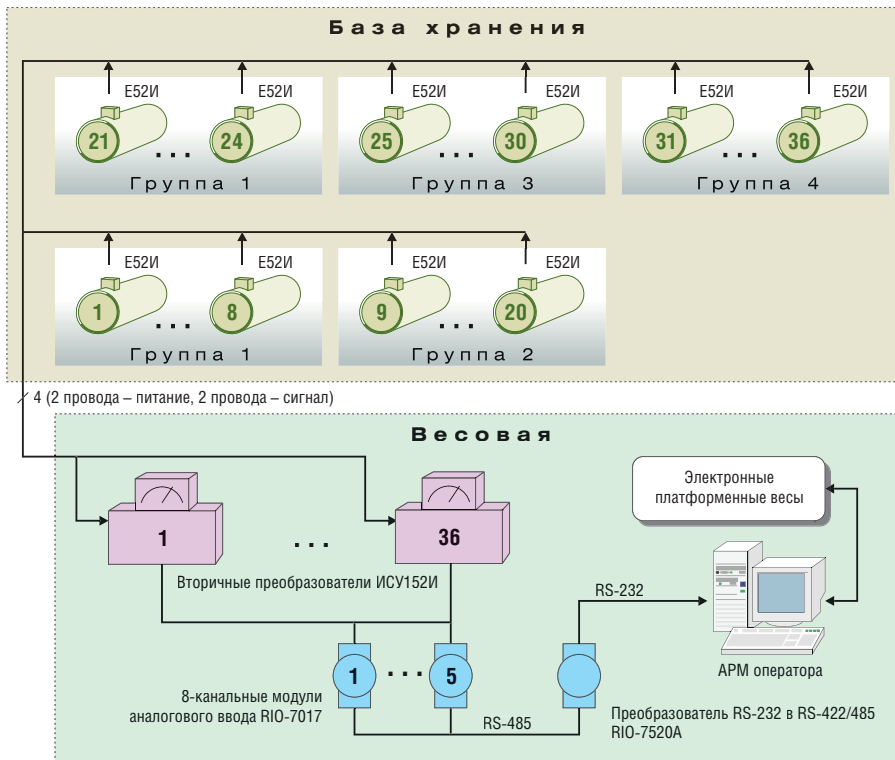 База хранения
Е52И Е52И Е52И Е52И Е52И Е52И
21 ... 24 25 ... 30 31 ... 36
Группа 1 Группа 3 Группа 4
Е52И Е52И Е52И Е52И
1 ... 8 9 ... 20
Группа 1 Группа 2
4 (2 провода – питание, 2 провода – сигнал)
Весовая
Электронные
платформенные весы
1 ... 36
Вторичные преобразователи ИСУ152И
RS-232
АРМ оператора
1 ... 5
8-канальные модули
аналогового ввода RIO-7017
RS-485
Преобразователь RS-232 в RS-422/485
RIO-7520A